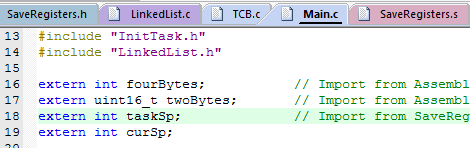 SaveRegisters.h LinkedList.c TCB.c Main.c SaveRegisters.s
13 #include "InitTask.h"
14 #include "LinkedList.h"
15
16 extern int fourBytes; // Import from Assembl
17 extern uint16_t twoBytes; // Import from Assembl
18 extern int taskSp; // Import from SaveReg
19 extern int curSp;